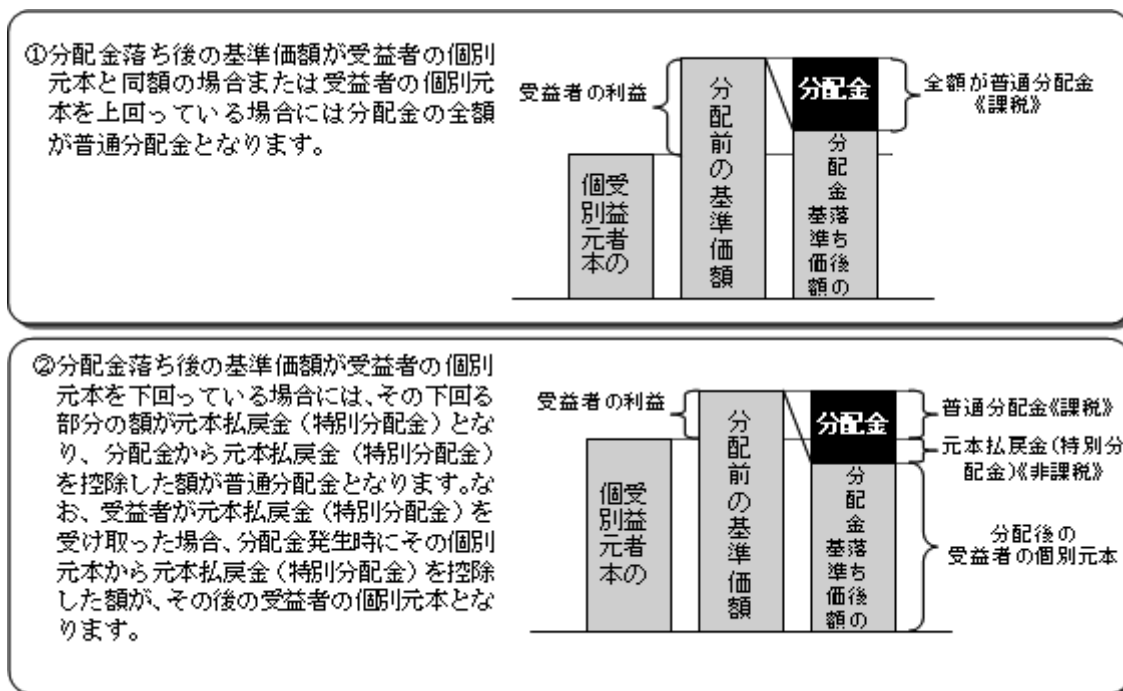 ①分配金落ち後の基準価額が受益者の個別
元本と同額の場合または受益者の個別元
本を上回っている場合には分配金の全額
が普通分配金となります。
受益者の利益
受益者の
個別元本
分配前の基準価額
分配金
分配金落ち後の
基準価額
全額が普通分配金
《課税》
②分配金落ち後の基準価額が受益者の個別
元本を下回っている場合には、その下回る
部分の額が元本払戻金（特別分配金）とな
り、分配金から元本払戻金（特別分配金）
を控除した額が普通分配金となります。な
お、受益者が元本払戻金（特別分配金）を
受け取った場合、分配金発生時にその個別
元本から元本払戻金（特別分配金）を控除
した額が、その後の受益者の個別元本とな
ります。
受益者の利益
受益者の
個別元本
分配前の基準価額
分配金
分配金落ち後の
基準価額
普通分配金《課税》
元本払戻金(特別分
配金)《非課税》
分配後の
受益者の個別元本